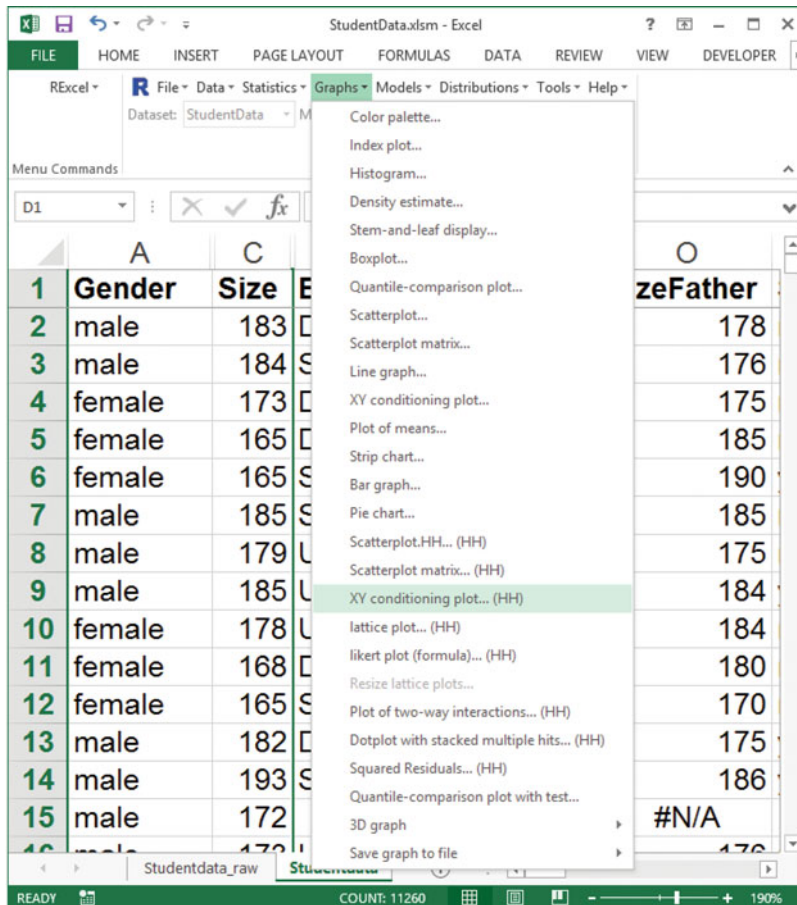 StudentData.xlsm - Excel
FILE HOME INSERT PAGE LAYOUT FORMULAS DATA REVIEW VIEW DEVELOPER
RExcel R File Data Statistics Graphs Models Distributions Tools Help
Dataset: StudentData M
Menu Commands
Color palette...
Index plot...
Histogram...
Density estimate...
Stem-and-leaf display...
Boxplot...
Quantile-comparison plot...
Scatterplot...
Scatterplot matrix...
Line graph...
XY conditioning plot...
Plot of means...
Strip chart...
Bar graph...
Pie chart...
Scatterplot.HH... (HH)
Scatterplot matrix... (HH)
XY conditioning plot... (HH)
lattice plot... (HH)
likert plot (formula)... (HH)
Resize lattice plots...
Plot of two-way interactions... (HH)
Dotplot with stacked multiple hits... (HH)
Squared Residuals... (HH)
Quantile-comparison plot with test...
3D graph
Save graph to file
D1 fx
A C O
1 Gender Size E zeFather
2 male 183 D 178
3 male 184 S 176
4 female 173 D 175
5 female 165 D 185
6 female 165 S 190
7 male 185 S 185
8 male 179 U 175
9 male 185 U 184
10 female 178 U 184
11 female 168 D 180
12 female 165 S 170
13 male 182 D 175
14 male 193 S 186
15 male 172 #N/A
Studentdata_raw Studentdata
READY COUNT: 11260 190%